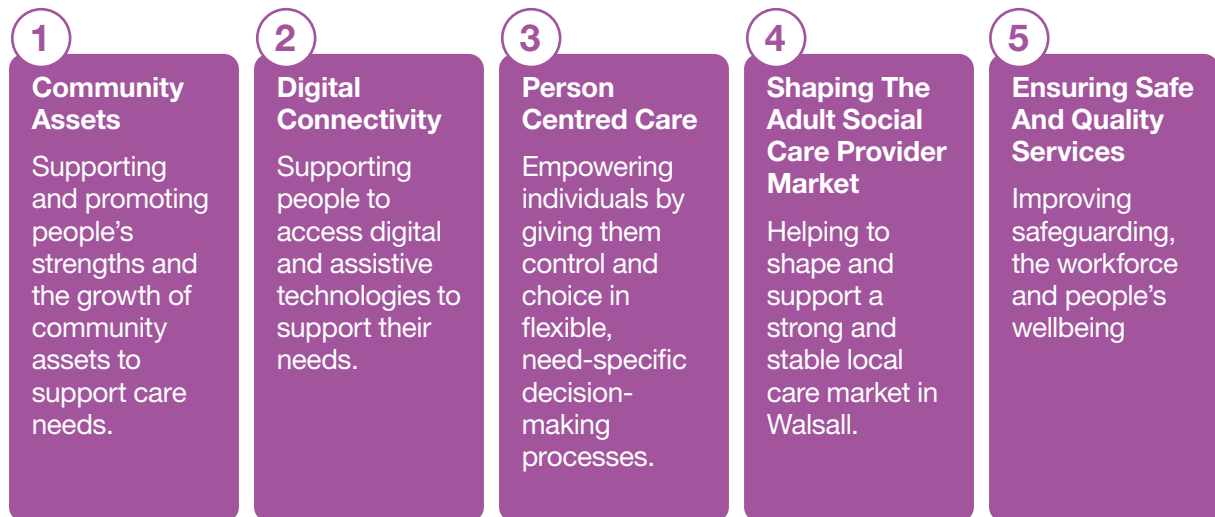 1
Community
Assets
Supporting
and promoting
people's
strengths and
the growth of
community
assets to
support care
needs.
2
Digital
Connectivity
Supporting
people to
access digital
and assistive
technologies to
support their
needs.
3
Person
Centred Care
Empowering
individuals by
giving them
control and
choice in
flexible,
need-specific
decision-
making
processes.
4
Shaping The
Adult Social
Care Provider
Market
Helping to
shape and
support a
strong and
stable local
care market in
Walsall.
5
Ensuring Safe
And Quality
Services
Improving
safeguarding,
the workforce
and people's
wellbeing